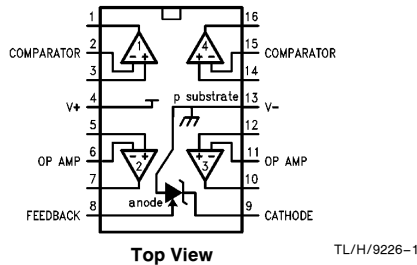 1 16
COMPARATOR 2 1 4 15 COMPARATOR
- + + -
3 14
V+ 4 p substrate 13 V-
5 12
- + + -
OP AMP 6 11 OP AMP
2 3
7 10
anode
FEEDBACK 8 9 CATHODE
Top View
TL/H/9226-1